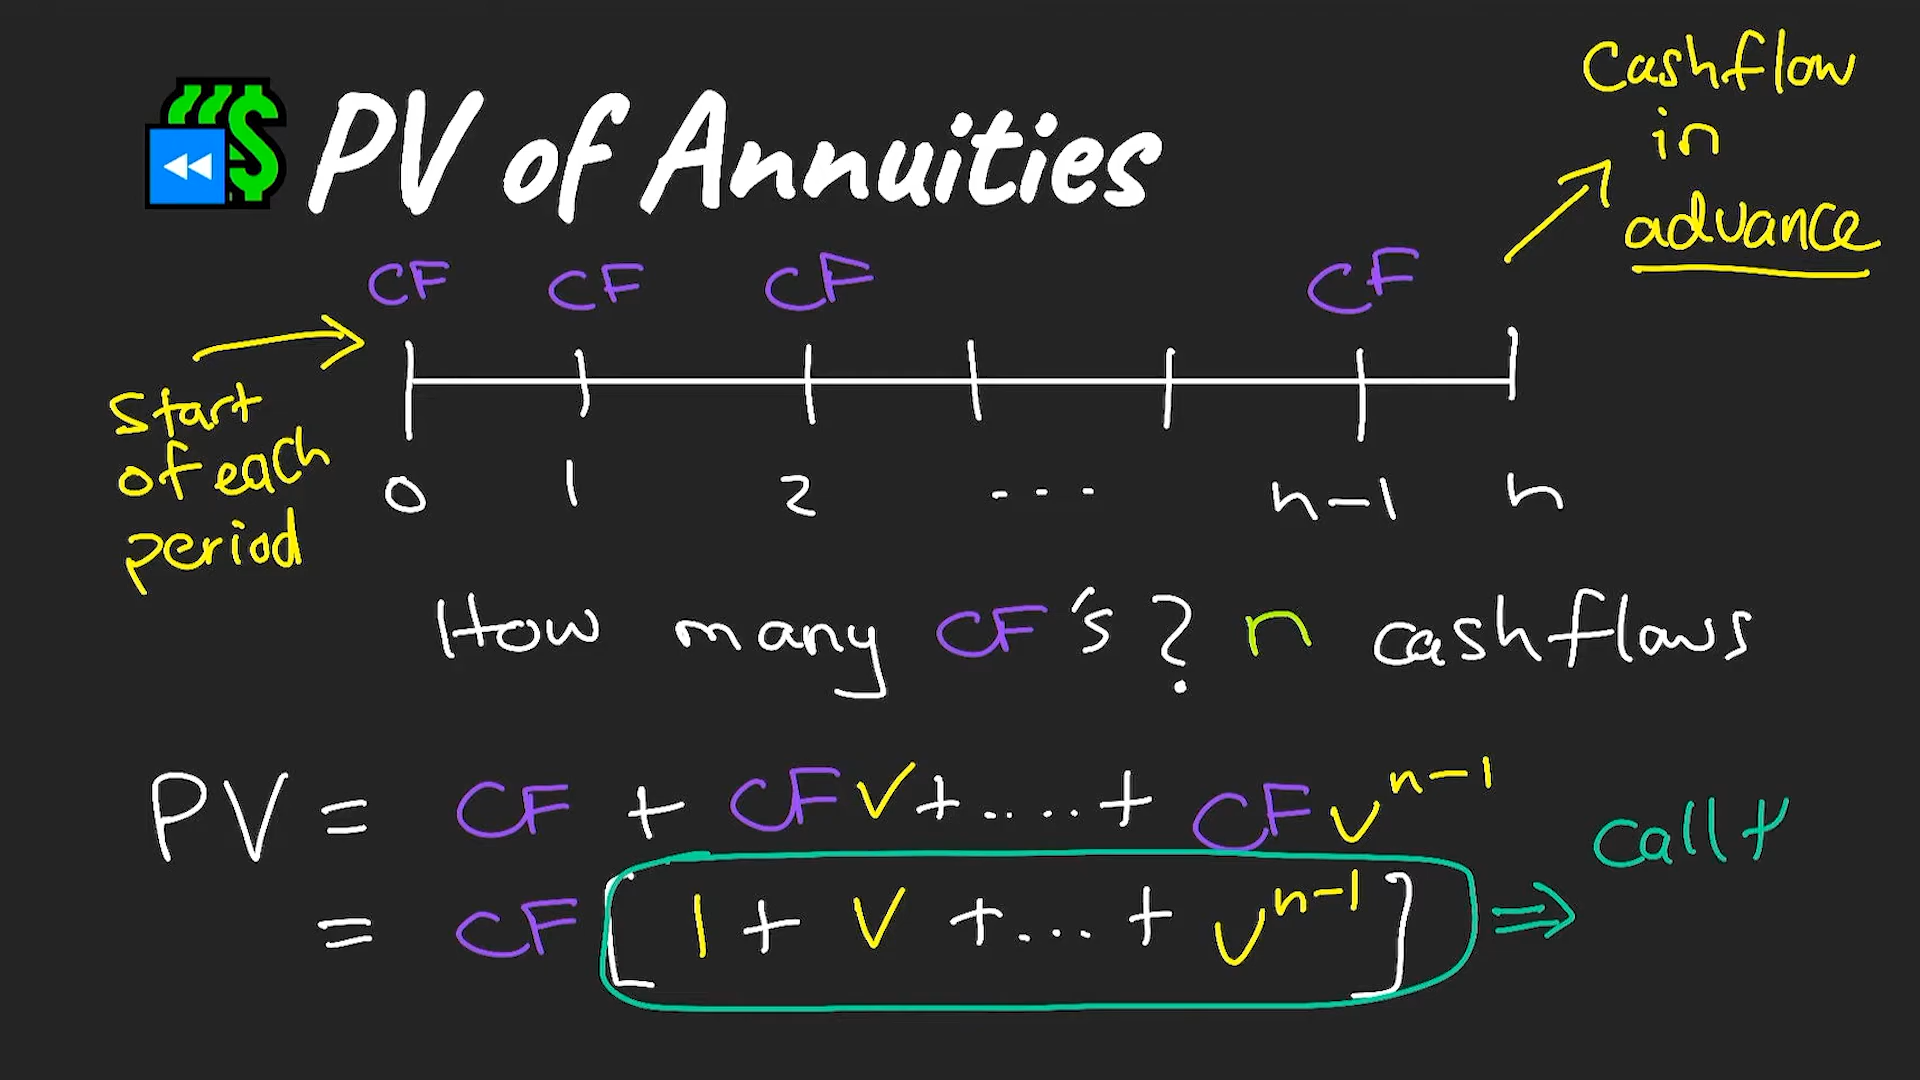 PV of Annuities
Cashflow
in
advance
CF CF CF CF
Start
of each
period
0 1 2 ... n-1 n
How many CF's? n cashflows
PV = CF + CFv + .... + CFv^n-1
= CF [1 + v + ... + v^n-1] ⇒
call